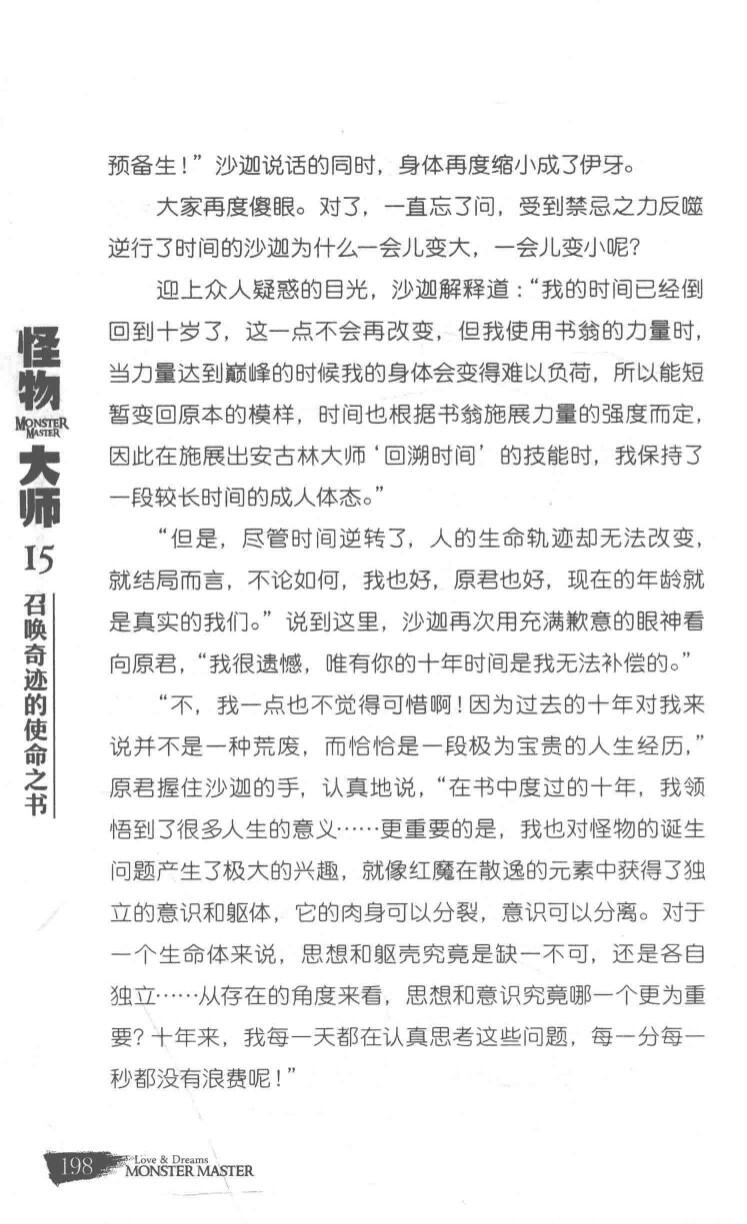 预备生！”沙迦说话的同时，身体再度缩小成了伊牙。
大家再度傻眼。对了，一直忘了问，受到禁忌之力反噬
逆行了时间的沙迦为什么一会儿变大，一会儿变小呢？
迎上众人疑惑的目光，沙迦解释道：“我的时间已经倒
回到十岁了，这一点不会再改变，但我使用书翁的力量时，
当力量达到巅峰的时候我的身体会变得难以负荷，所以能短
暂变回原本的模样，时间也根据书翁施展力量的强度而定，
因此在施展出安古林大师‘回溯时间’的技能时，我保持了
一段较长时间的成人体态。”
“但是，尽管时间逆转了，人的生命轨迹却无法改变，
就结局而言，不论如何，我也好，原君也好，现在的年龄就
是真实的我们。”说到这里，沙迦再次用充满歉意的眼神看
向原君，“我很遗憾，唯有你的十年时间是我无法补偿的。”
“不，我一点也不觉得可惜啊！因为过去的十年对我来
说并不是一种荒废，而恰恰是一段极为宝贵的人生经历，”
原君握住沙迦的手，认真地说，“在书中度过的十年，我领
悟到了很多人生的意义……更重要的是，我也对怪物的诞生
问题产生了极大的兴趣，就像红魔在散逸的元素中获得了独
立的意识和躯体，它的肉身可以分裂，意识可以分离。对于
一个生命体来说，思想和躯壳究竟是缺一不可，还是各自
独立……从存在的角度来看，思想和意识究竟哪一个更为重
要？十年来，我每一天都在认真思考这些问题，每一分每一
秒都没有浪费呢！”
怪物
MONSTER
MASTER
大师
15
召唤奇迹的使命之书
198
Love & Dreams
MONSTER MASTER